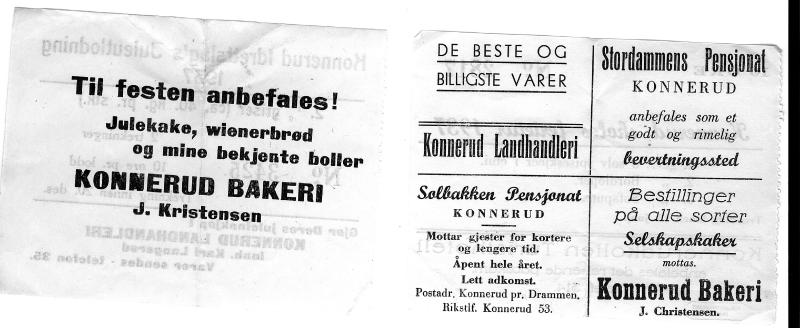 Til festen anbefales!
Julekake, wienerbrød
og mine bekjente boller
KONNERUD BAKERI
J. Kristensen
DE BESTE OG
BILLIGSTE VARER
Konnerud Landhandleri
Solbakken Pensjonat
KONNERUD
Mottar gjester for kortere
og lengere tid.
Åpent hele året.
Lett adkomst.
Postadr. Konnerud pr. Drammen.
Rikstlf. Konnerud 53.
Stordammens Pensjonat
KONNERUD
anbefales som et
godt og rimelig
bevertningssted
Bestillinger
på alle sorter
Selskapskaker
mottas.
Konnerud Bakeri
J. Christensen.